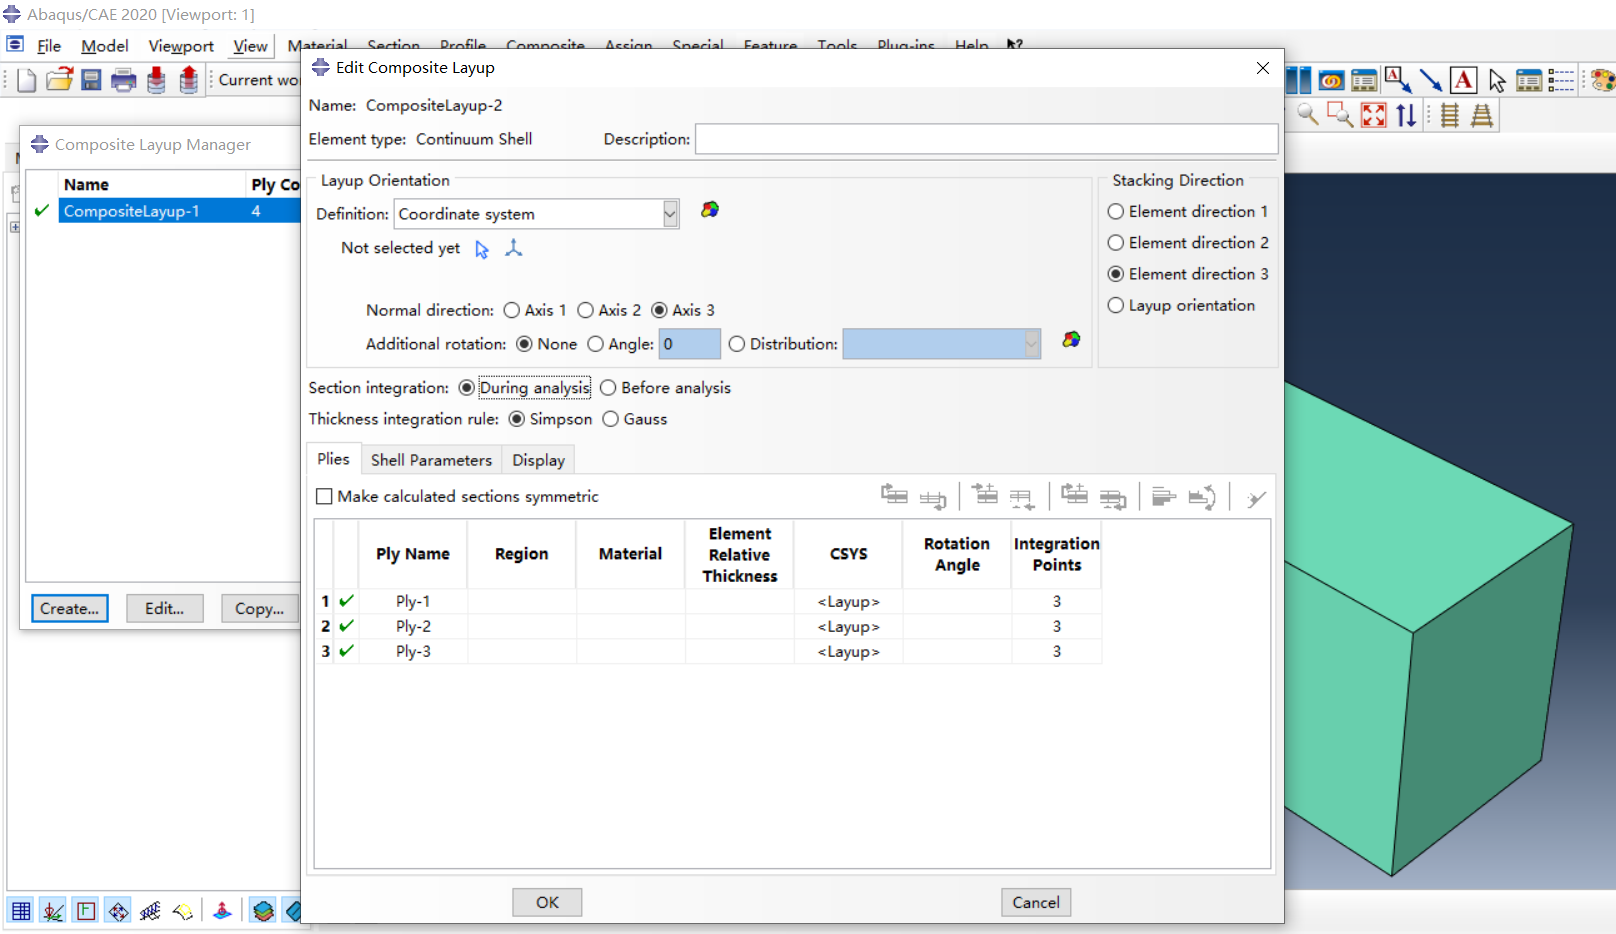 Abaqus/CAE 2020 [Viewport: 1]
File Model Viewport View Material Section Profile Composite Assign Special Feature Tools Plug-ins Help
Current wo
Edit Composite Layup
Name: CompositeLayup-2
Element type: Continuum Shell Description:
Composite Layup Manager
Name Ply Co
CompositeLayup-1 4
Create... Edit... Copy...
Layup Orientation
Definition: Coordinate system
Not selected yet
Normal direction: Axis 1 Axis 2 Axis 3
Additional rotation: None Angle: 0 Distribution:
Stacking Direction
Element direction 1
Element direction 2
Element direction 3
Layup orientation
Section integration: During analysis Before analysis
Thickness integration rule: Simpson Gauss
Plies Shell Parameters Display
Make calculated sections symmetric
Ply Name Region Material Element Relative Thickness CSYS Rotation Angle Integration Points
1 Ply-1 <Layup> 3
2 Ply-2 <Layup> 3
3 Ply-3 <Layup> 3
OK Cancel